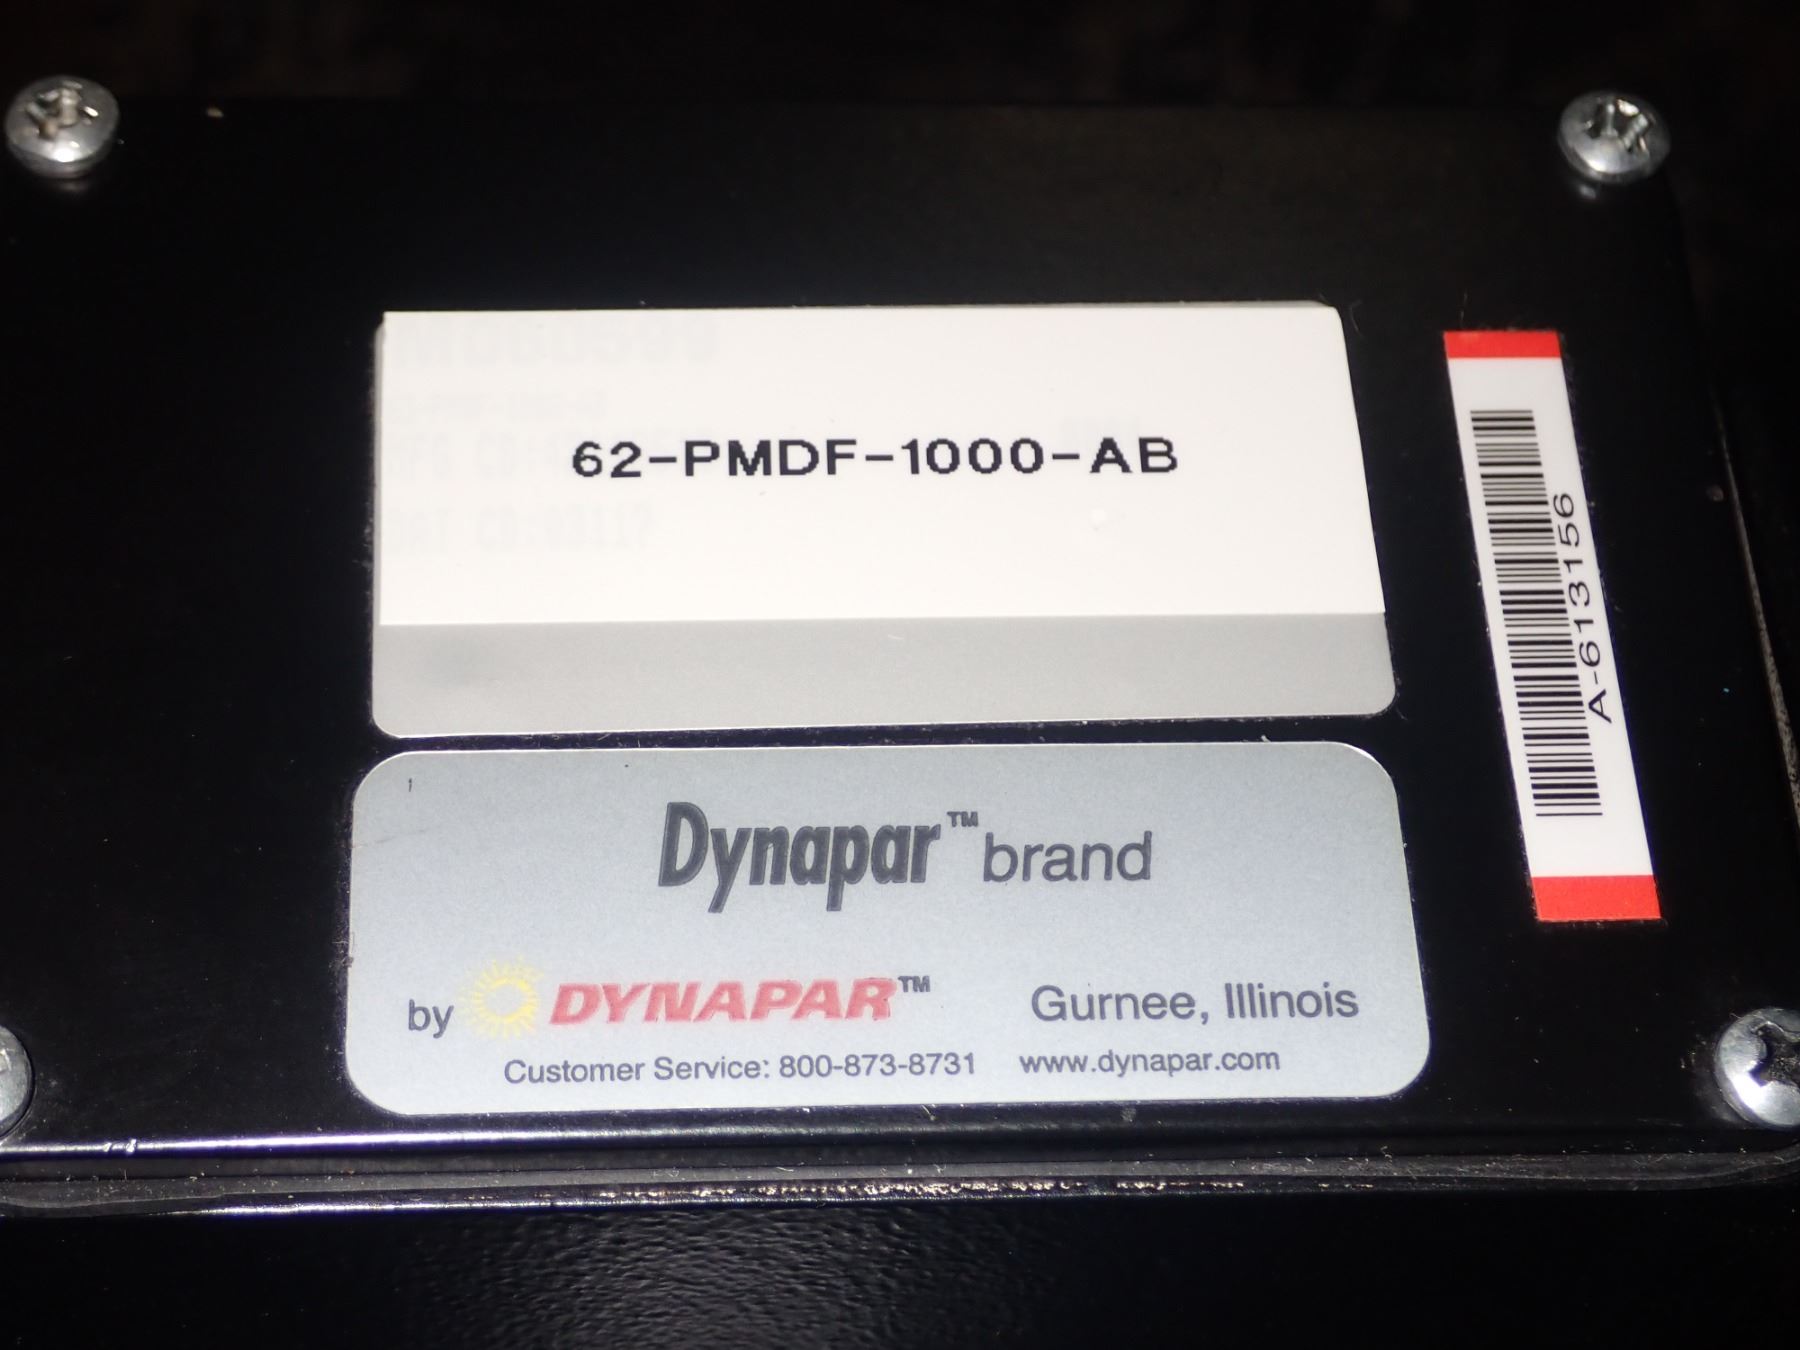 62-PMDF-1000-AB
A-613156
Dynapar™ brand
by DYNAPAR™ Gurnee, Illinois
Customer Service: 800-873-8731 www.dynapar.com